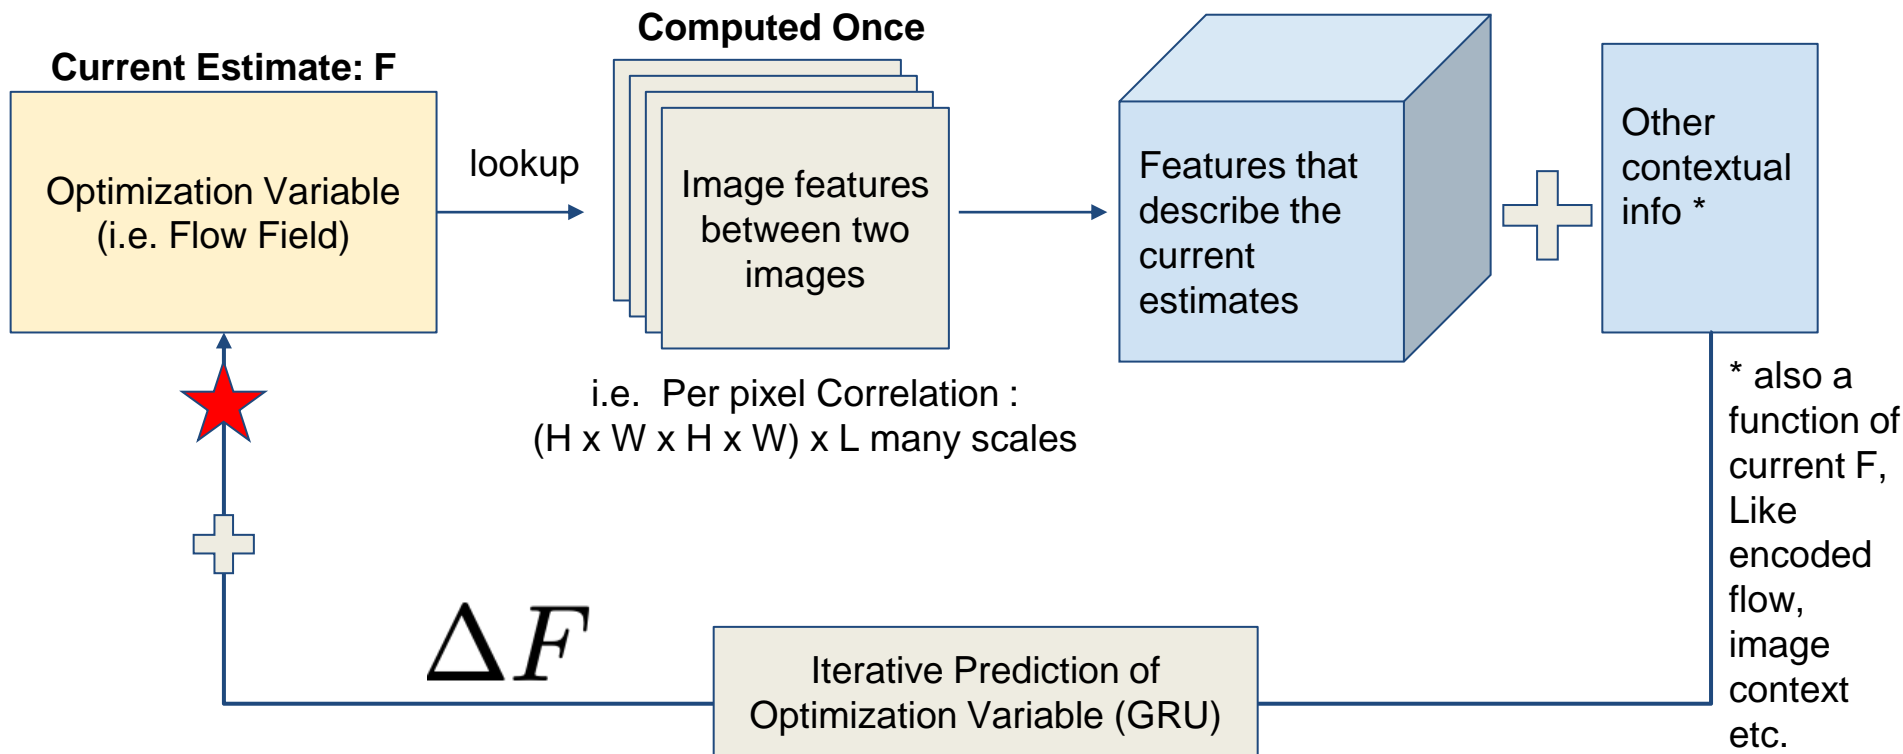 Computed Once
Current Estimate: F
Optimization Variable
(i.e. Flow Field)
lookup
Image features
between two
images
Features that
describe the
current
estimates
Other
contextual
info *
i.e.  Per pixel Correlation :
(H x W x H x W) x L many scales
* also a
function of
current F,
Like
encoded
flow,
image
context
etc.
ΔF
Iterative Prediction of
Optimization Variable (GRU)